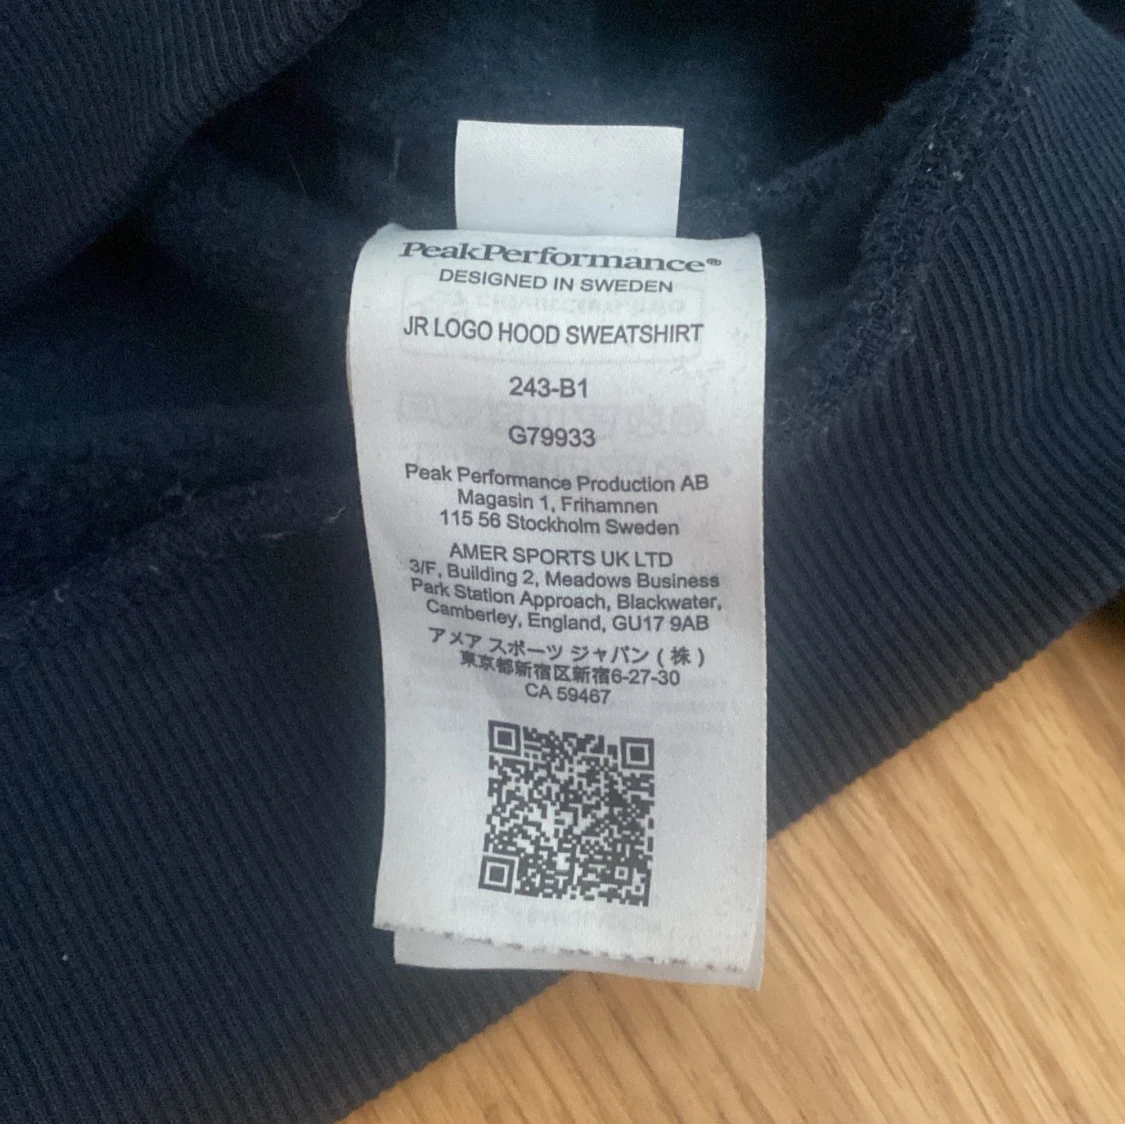 PeakPerformance®
DESIGNED IN SWEDEN
JR LOGO HOOD SWEATSHIRT
243-B1
G79933
Peak Performance Production AB
Magasin 1, Frihamnen
115 56 Stockholm Sweden
AMER SPORTS UK LTD
3/F, Building 2, Meadows Business
Park Station Approach, Blackwater,
Camberley, England, GU17 9AB
アメア スポーツ ジャパン ( 株 )
東京都新宿区新宿6-27-30
CA 59467